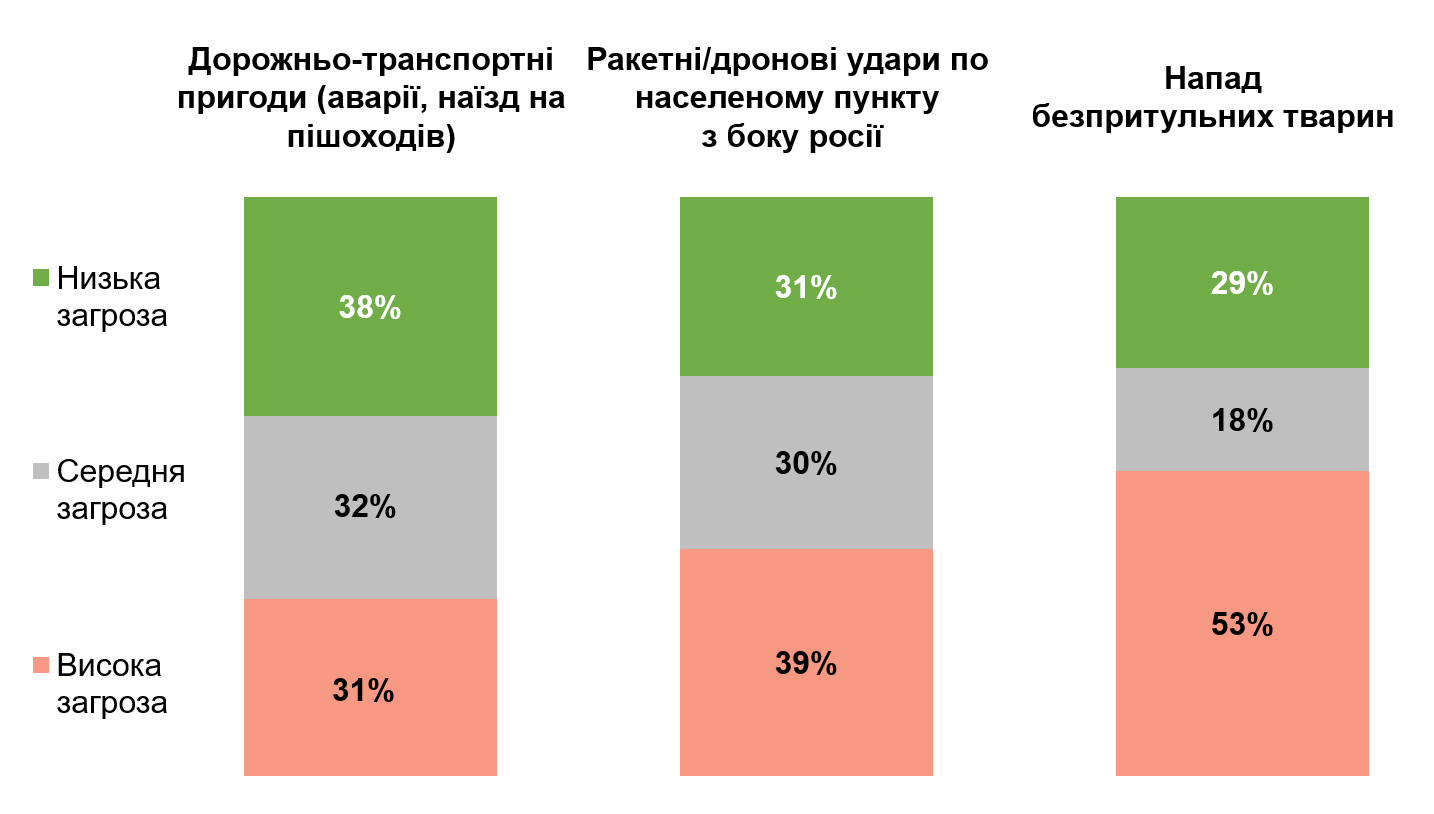 Дорожньо-транспортні
пригоди (аварії, наїзд на
пішоходів)
Ракетні/дронові удари по
населеному пункту
з боку росії
Напад
безпритульних тварин
Низька
загроза
Середня
загроза
Висока
загроза
38%
32%
31%
31%
30%
39%
29%
18%
53%